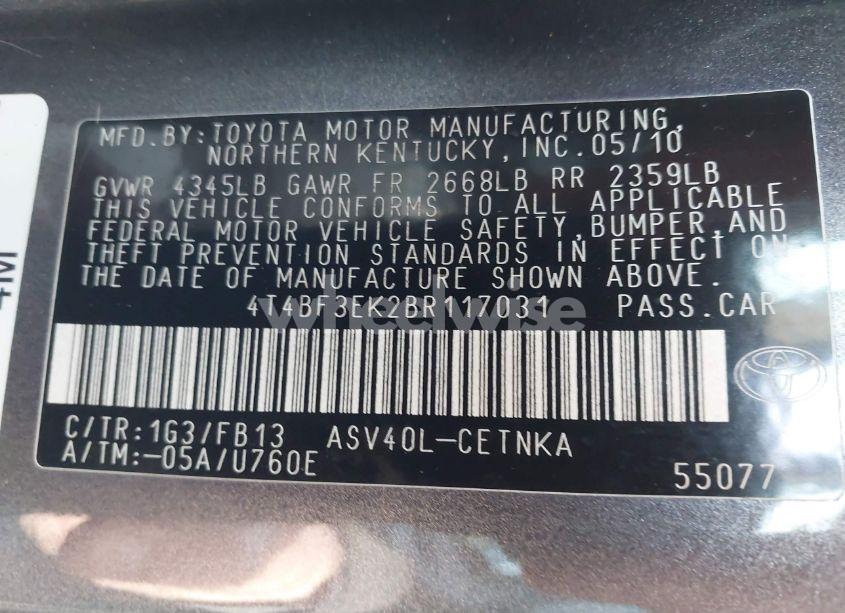 MFD.BY:TOYOTA MOTOR MANUFACTURING,
NORTHERN KENTUCKY,INC.05/10
GVWR 4345LB GAWR FR 2668LB RR 2359LB
THIS VEHICLE CONFORMS TO ALL APPLICABLE
FEDERAL MOTOR VEHICLE SAFETY,BUMPER,AND
THEFT PREVENTION STANDARDS IN EFFECT ON
THE DATE OF MANUFACTURE SHOWN ABOVE.
PASS.CAR
wheelwise
C/TR:1G3/FB13 ASV40L-CETNKA
A/TM:-05A/U760E
55077